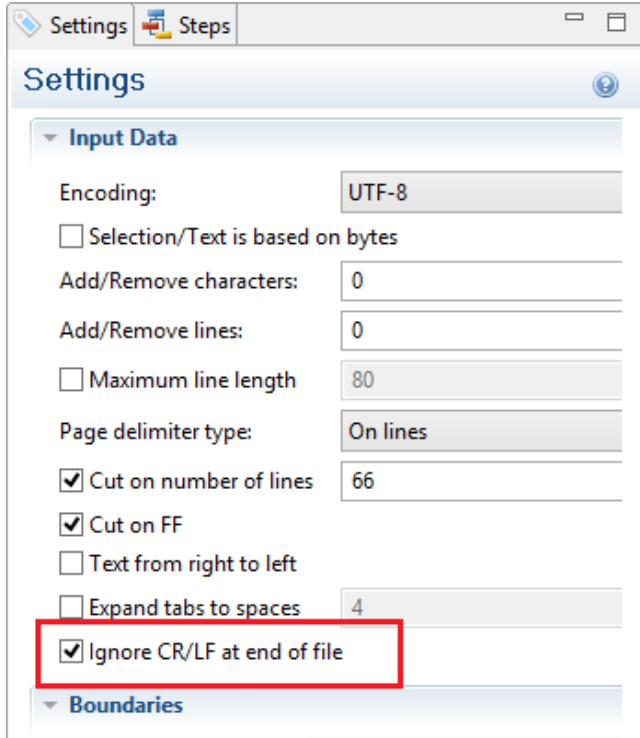 Settings Steps
Settings
Input Data
Encoding: UTF-8
Selection/Text is based on bytes
Add/Remove characters: 0
Add/Remove lines: 0
Maximum line length 80
Page delimiter type: On lines
Cut on number of lines 66
Cut on FF
Text from right to left
Expand tabs to spaces 4
Ignore CR/LF at end of file
Boundaries